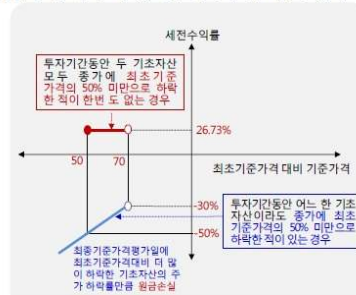 세전수익률
투자기간동안 두 기초자산
모두 종가에 최초기준
가격의 50% 미만으로 하락
한 적이 한번 도 없는 경우
26.73%
50
70
최초기준가격 대비 기준가격
-30%
-50%
투자기간동안 어느 한 기초
자산이라도 종가에 최초
기준가격의 50% 미만으로
하락한 적이 있는 경우
최종기준가격평가일에
최초기준가격대비 더 많
이 하락한 기초자산의 주
가 하락률만큼 원금손실